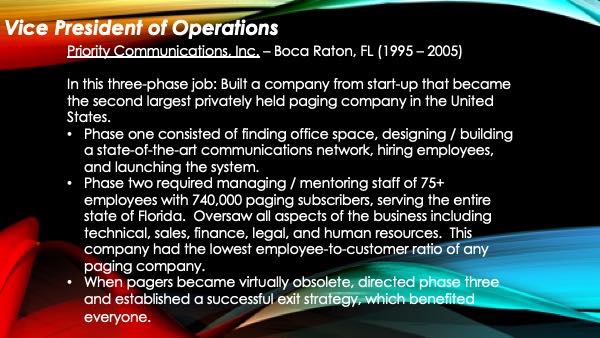 Vice President of Operations
Priority Communications, Inc. – Boca Raton, FL (1995 – 2005)
In this three-phase job: Built a company from start-up that became
the second largest privately held paging company in the United
States.
• Phase one consisted of finding office space, designing / building
a state-of-the-art communications network, hiring employees,
and launching the system.
• Phase two required managing / mentoring staff of 75+
employees with 740,000 paging subscribers, serving the entire
state of Florida.  Oversaw all aspects of the business including
technical, sales, finance, legal, and human resources.  This
company had the lowest employee-to-customer ratio of any
paging company.
• When pagers became virtually obsolete, directed phase three
and established a successful exit strategy, which benefited
everyone.